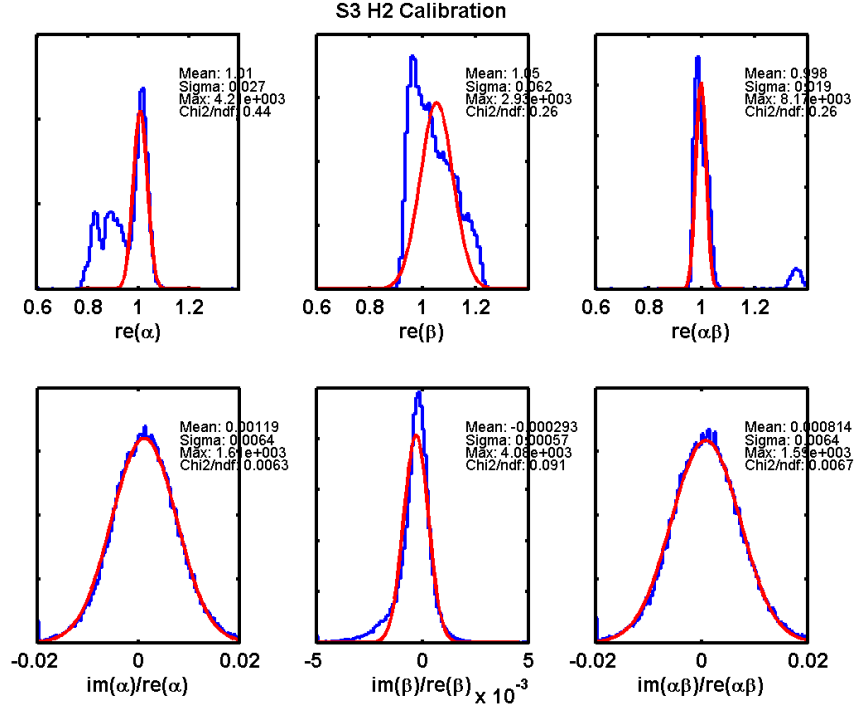 S3 H2 Calibration
Mean: 1.01
Sigma: 0.027
Max: 4.21e+003
Chi2/ndf: 0.44
0.6 0.8 1 1.2
re(α)
Mean: 1.05
Sigma: 0.062
Max: 2.93e+003
Chi2/ndf: 0.26
0.6 0.8 1 1.2
re(β)
Mean: 0.998
Sigma: 0.019
Max: 8.17e+003
Chi2/ndf: 0.26
0.6 0.8 1 1.2
re(αβ)
Mean: 0.00119
Sigma: 0.0064
Max: 1.61e+003
Chi2/ndf: 0.0063
-0.02 0 0.02
im(α)/re(α)
Mean: -0.000293
Sigma: 0.00057
Max: 4.08e+003
Chi2/ndf: 0.091
-5 0 5
im(β)/re(β)
x 10⁻³
Mean: 0.000814
Sigma: 0.0064
Max: 1.59e+003
Chi2/ndf: 0.0067
-0.02 0 0.02
im(αβ)/re(αβ)